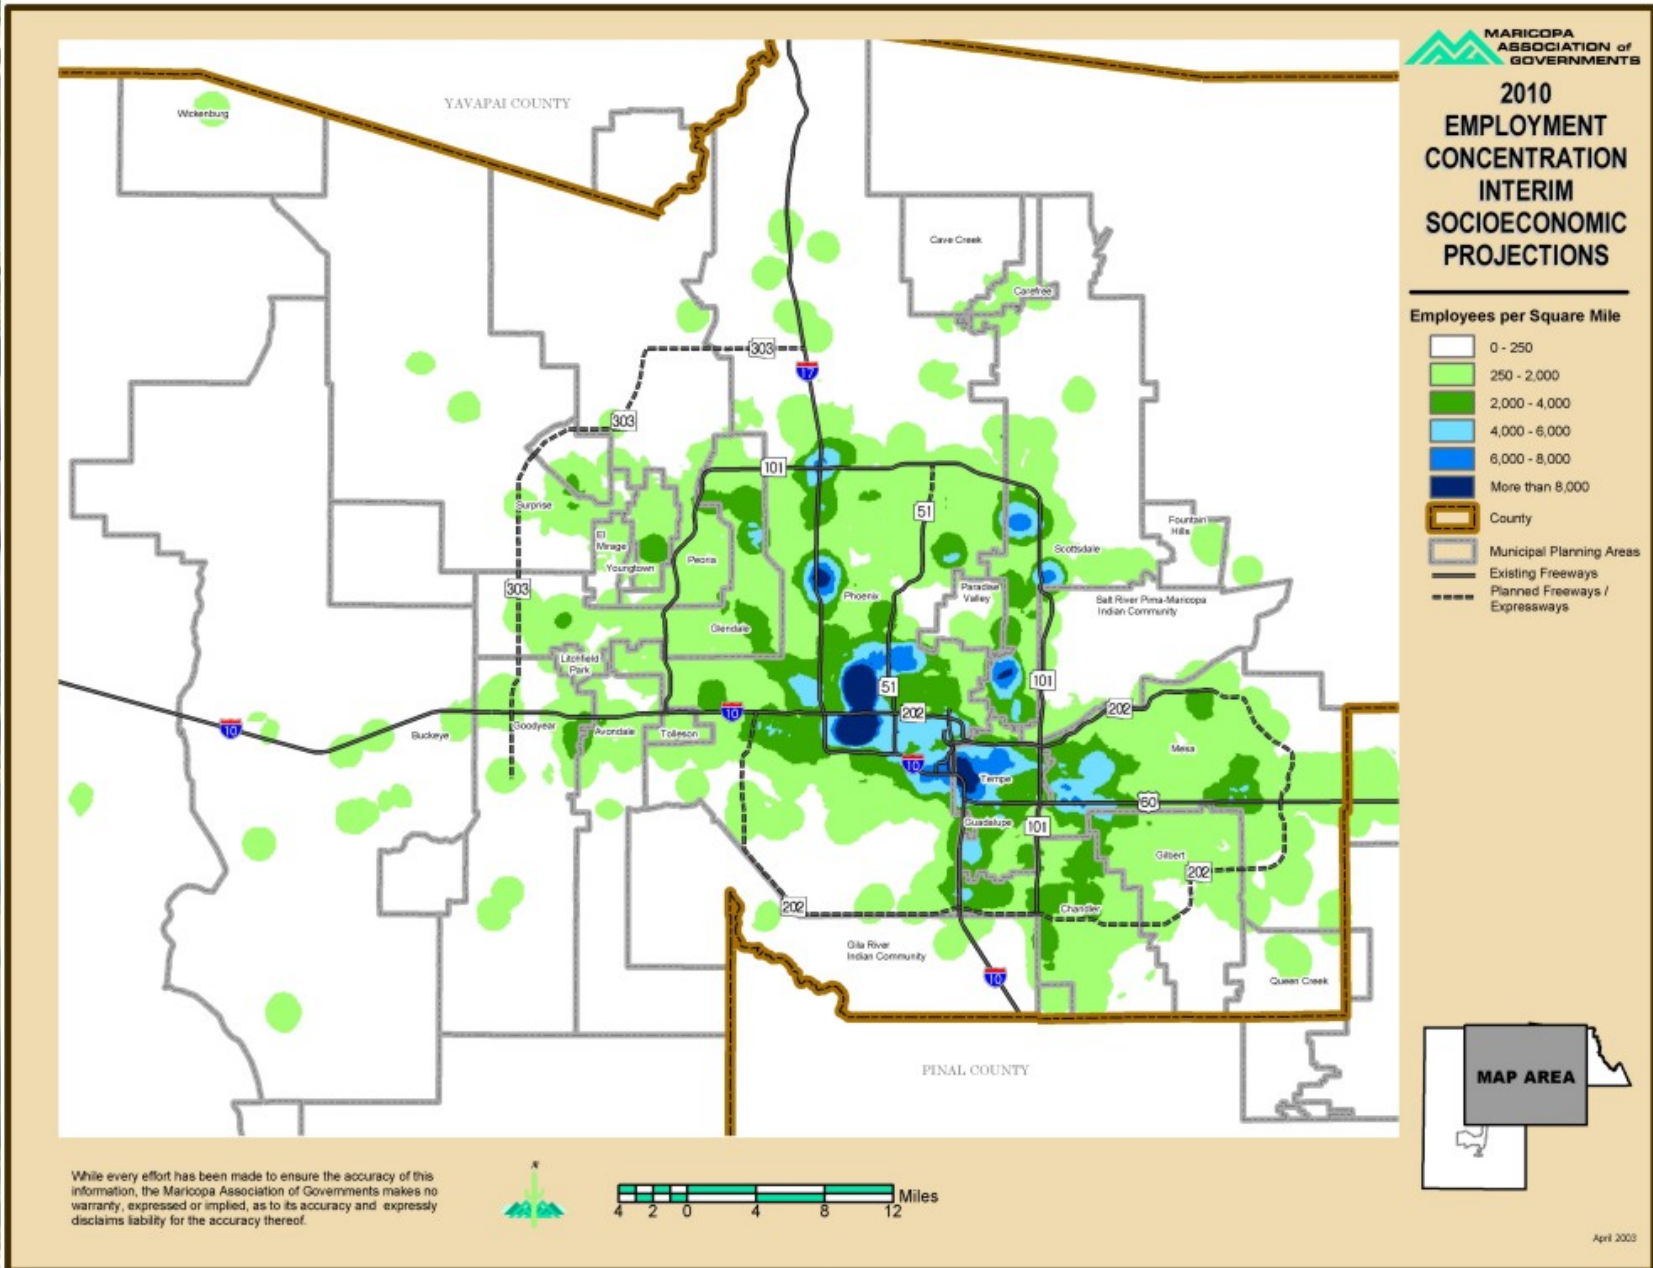 MARICOPA
ASSOCIATION of
GOVERNMENTS
2010
EMPLOYMENT
CONCENTRATION
INTERIM
SOCIOECONOMIC
PROJECTIONS
Employees per Square Mile
0 - 250
250 - 2,000
2,000 - 4,000
4,000 - 6,000
6,000 - 8,000
More than 8,000
County
Municipal Planning Areas
Existing Freeways
Planned Freeways /
Expressways
YAVAPAI COUNTY
Wickenburg
Cave Creek
Carefree
303
17
303
101
51
Surprise
Fountain
Hills
El
Mirage
Scottsdale
Youngtown
Peoria
303
Phoenix
Paradise
Valley
Salt River Pima-Maricopa
Indian Community
Glendale
Litchfield
Park
51
101
202
10
202
10
Goodyear
Avondale
Tolleson
Buckeye
Mesa
10
Tempe
60
Guadalupe
101
Gilbert
202
202
Chandler
Gila River
Indian Community
10
Queen Creek
PINAL COUNTY
MAP AREA
While every effort has been made to ensure the accuracy of this
information, the Maricopa Association of Governments makes no
warranty, expressed or implied, as to its accuracy and expressly
disclaims liability for the accuracy thereof.
N
Miles
4 2 0 4 8 12
April 2003